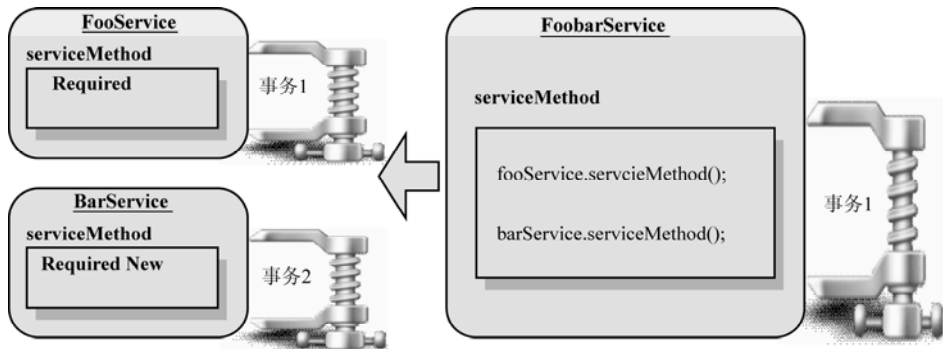 FooService
serviceMethod
Required
事务1
BarService
serviceMethod
Required New
事务2
FoobarService
serviceMethod
fooService.servcieMethod();
barService.serviceMethod();
事务1